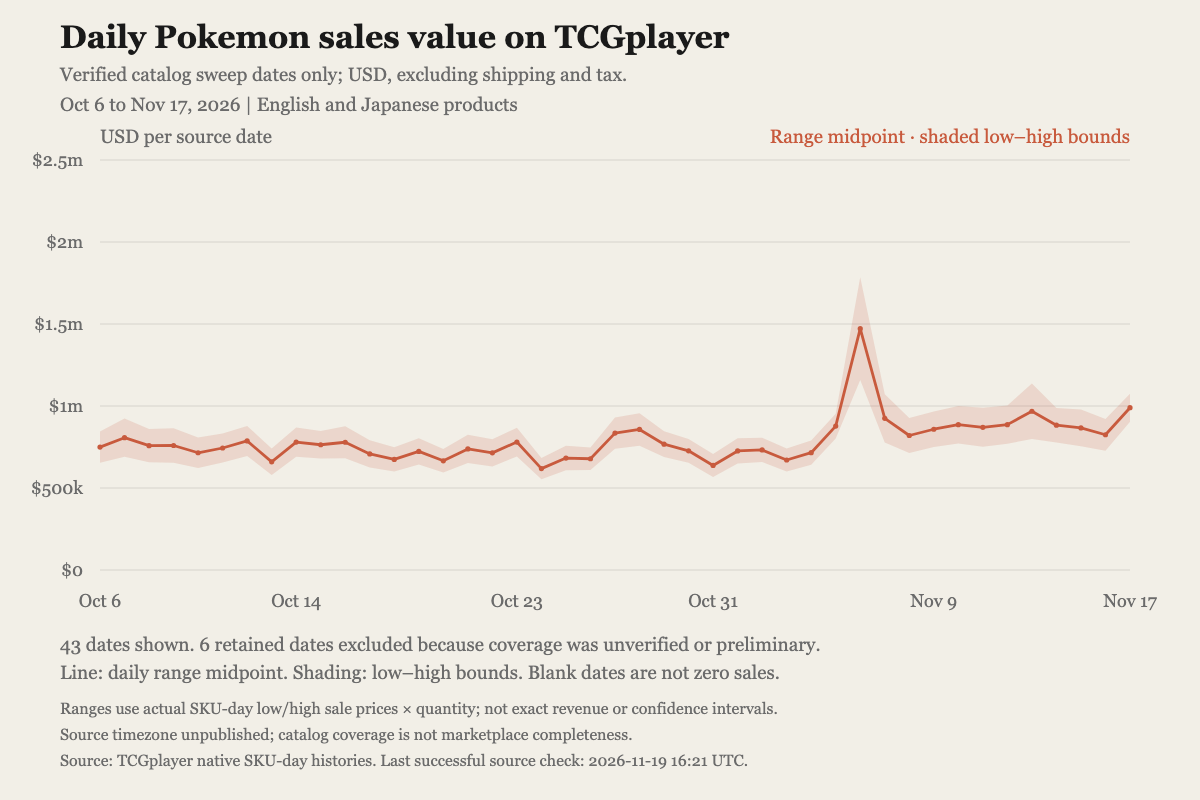 Daily Pokemon sales value on TCGplayer
Verified catalog sweep dates only; USD, excluding shipping and tax.
Oct 6 to Nov 17, 2026 | English and Japanese products
USD per source date
Range midpoint · shaded low–high bounds
$2.5m
$2m
$1.5m
$1m
$500k
$0
Oct 6
Oct 14
Oct 23
Oct 31
Nov 9
Nov 17
43 dates shown. 6 retained dates excluded because coverage was unverified or preliminary.
Line: daily range midpoint. Shading: low–high bounds. Blank dates are not zero sales.
Ranges use actual SKU-day low/high sale prices × quantity; not exact revenue or confidence intervals.
Source timezone unpublished; catalog coverage is not marketplace completeness.
Source: TCGplayer native SKU-day histories. Last successful source check: 2026-11-19 16:21 UTC.